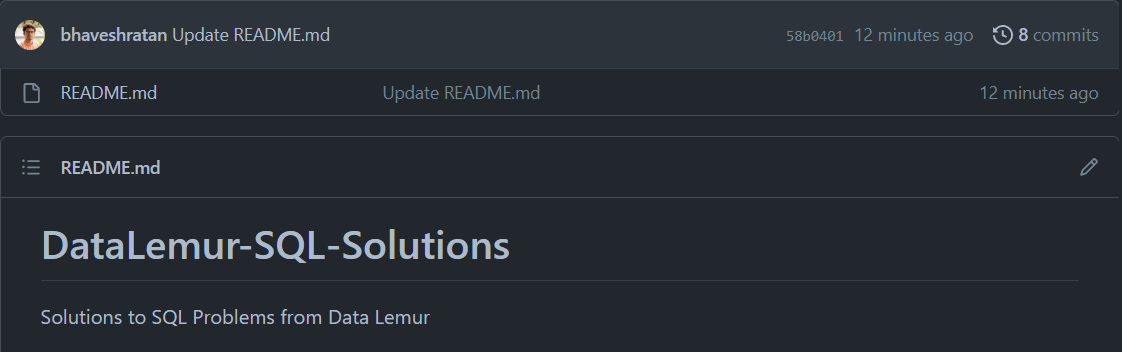 bhaveshratan Update README.md 58b0401 12 minutes ago 8 commits
README.md Update README.md 12 minutes ago
README.md
DataLemur-SQL-Solutions
Solutions to SQL Problems from Data Lemur